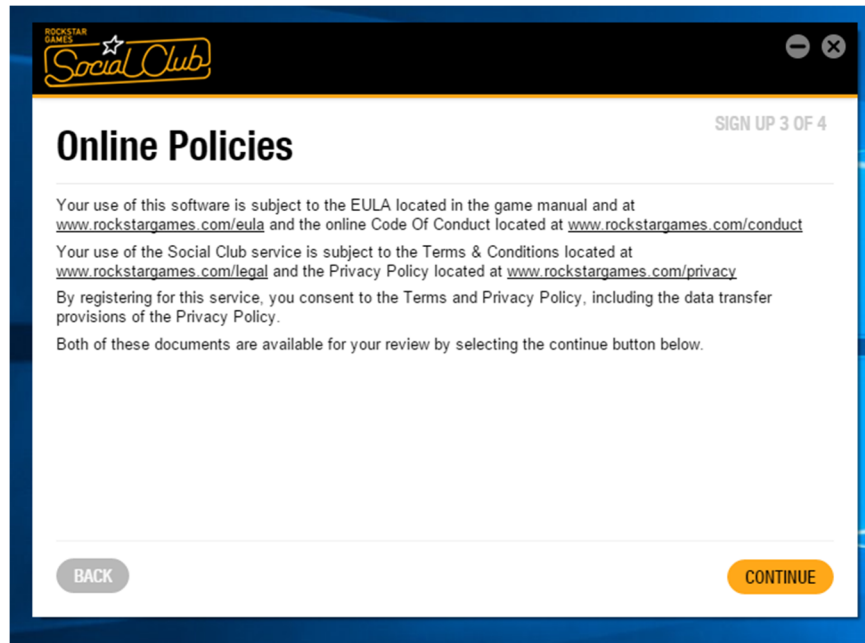 ROCKSTAR
GAMES
Social Club
SIGN UP 3 OF 4
Online Policies
Your use of this software is subject to the EULA located in the game manual and at
www.rockstargames.com/eula and the online Code Of Conduct located at www.rockstargames.com/conduct
Your use of the Social Club service is subject to the Terms & Conditions located at
www.rockstargames.com/legal and the Privacy Policy located at www.rockstargames.com/privacy
By registering for this service, you consent to the Terms and Privacy Policy, including the data transfer
provisions of the Privacy Policy.
Both of these documents are available for your review by selecting the continue button below.
BACK
CONTINUE